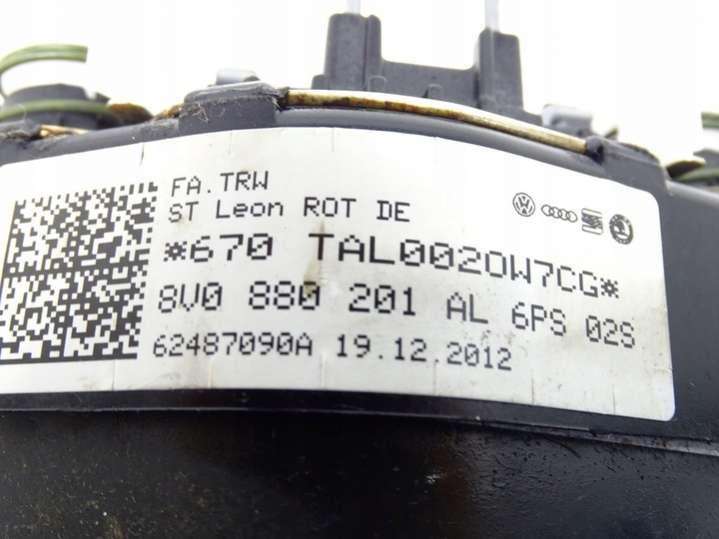 FA.TRW
ST Leon ROT DE
*670 TAL0020W7CG*
8V0 880 201 AL 6PS 02S
62487090A 19.12.2012